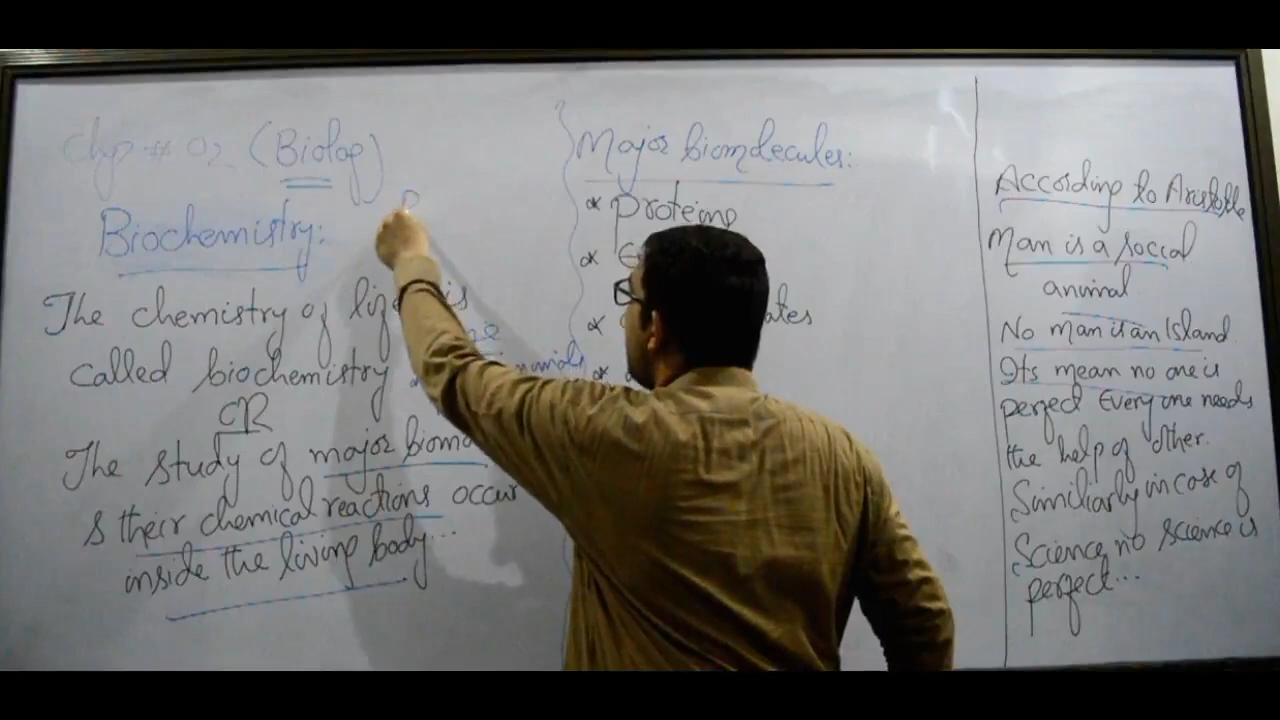 Chp # 02 (Biology)
Biochemistry:
The chemistry of life is
called biochemistry
OR
The study of major biomo
& their chemical reactions occur
inside the living body...
Major biomolecules:
* Proteins
*
* ates
*
According to Aristotle
Man is a social
animal
No man is an Island
Its mean no one is
perfect Every one needs
the help of other.
Similiarly in case of
Science, no science is
perfect...